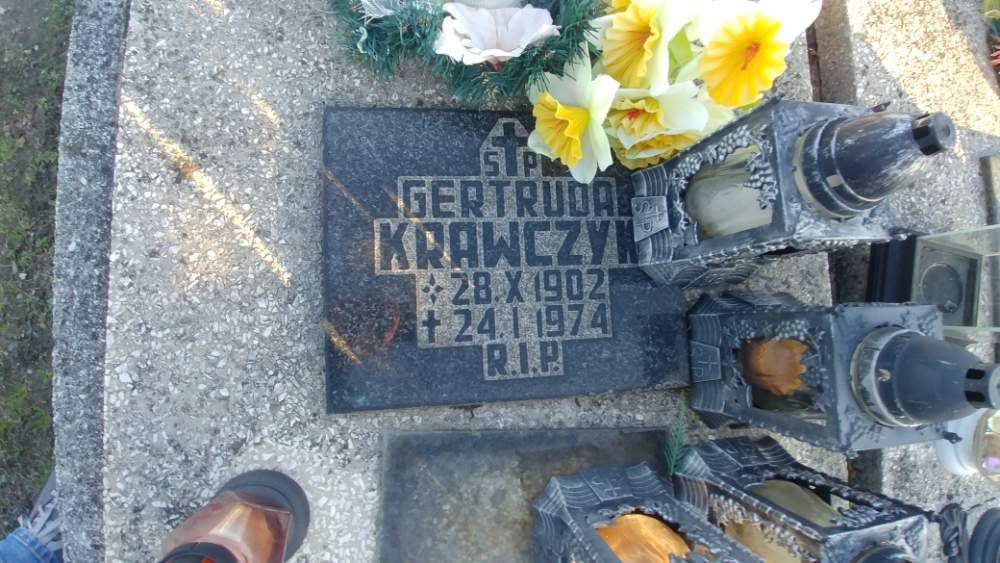 Ś P
GERTRUDA
KRAWCZYK
28.X 1902
24 I 1974
R.I.P.